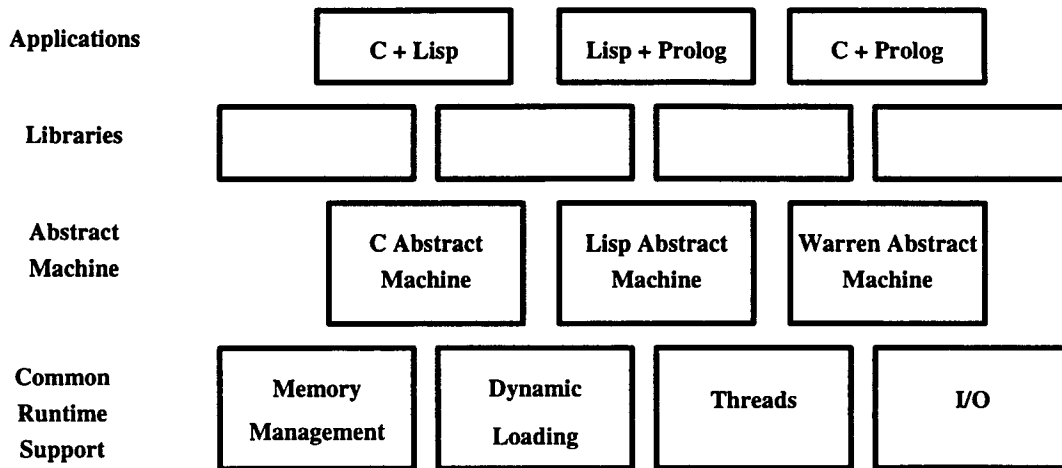 Applications
C + Lisp
Lisp + Prolog
C + Prolog
Libraries
Abstract
Machine
C Abstract
Machine
Lisp Abstract
Machine
Warren Abstract
Machine
Common
Runtime
Support
Memory
Management
Dynamic
Loading
Threads
I/O